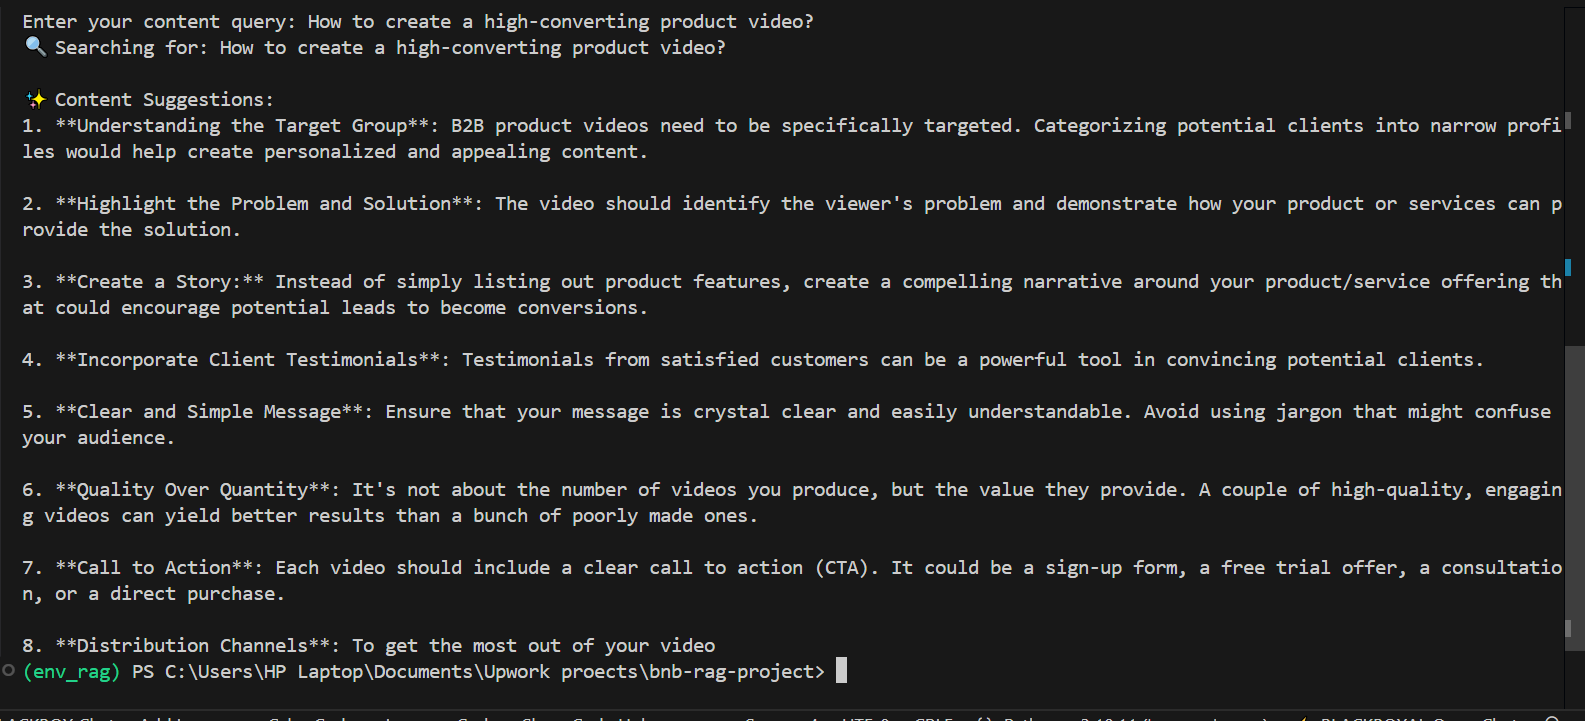 Enter your content query: How to create a high-converting product video?
🔍 Searching for: How to create a high-converting product video?
✨ Content Suggestions:
1. **Understanding the Target Group**: B2B product videos need to be specifically targeted. Categorizing potential clients into narrow profi
les would help create personalized and appealing content.
2. **Highlight the Problem and Solution**: The video should identify the viewer's problem and demonstrate how your product or services can p
rovide the solution.
3. **Create a Story:** Instead of simply listing out product features, create a compelling narrative around your product/service offering th
at could encourage potential leads to become conversions.
4. **Incorporate Client Testimonials**: Testimonials from satisfied customers can be a powerful tool in convincing potential clients.
5. **Clear and Simple Message**: Ensure that your message is crystal clear and easily understandable. Avoid using jargon that might confuse
your audience.
6. **Quality Over Quantity**: It's not about the number of videos you produce, but the value they provide. A couple of high-quality, engagin
g videos can yield better results than a bunch of poorly made ones.
7. **Call to Action**: Each video should include a clear call to action (CTA). It could be a sign-up form, a free trial offer, a consultatio
n, or a direct purchase.
8. **Distribution Channels**: To get the most out of your video
(env_rag) PS C:\Users\HP Laptop\Documents\Upwork proects\bnb-rag-project>